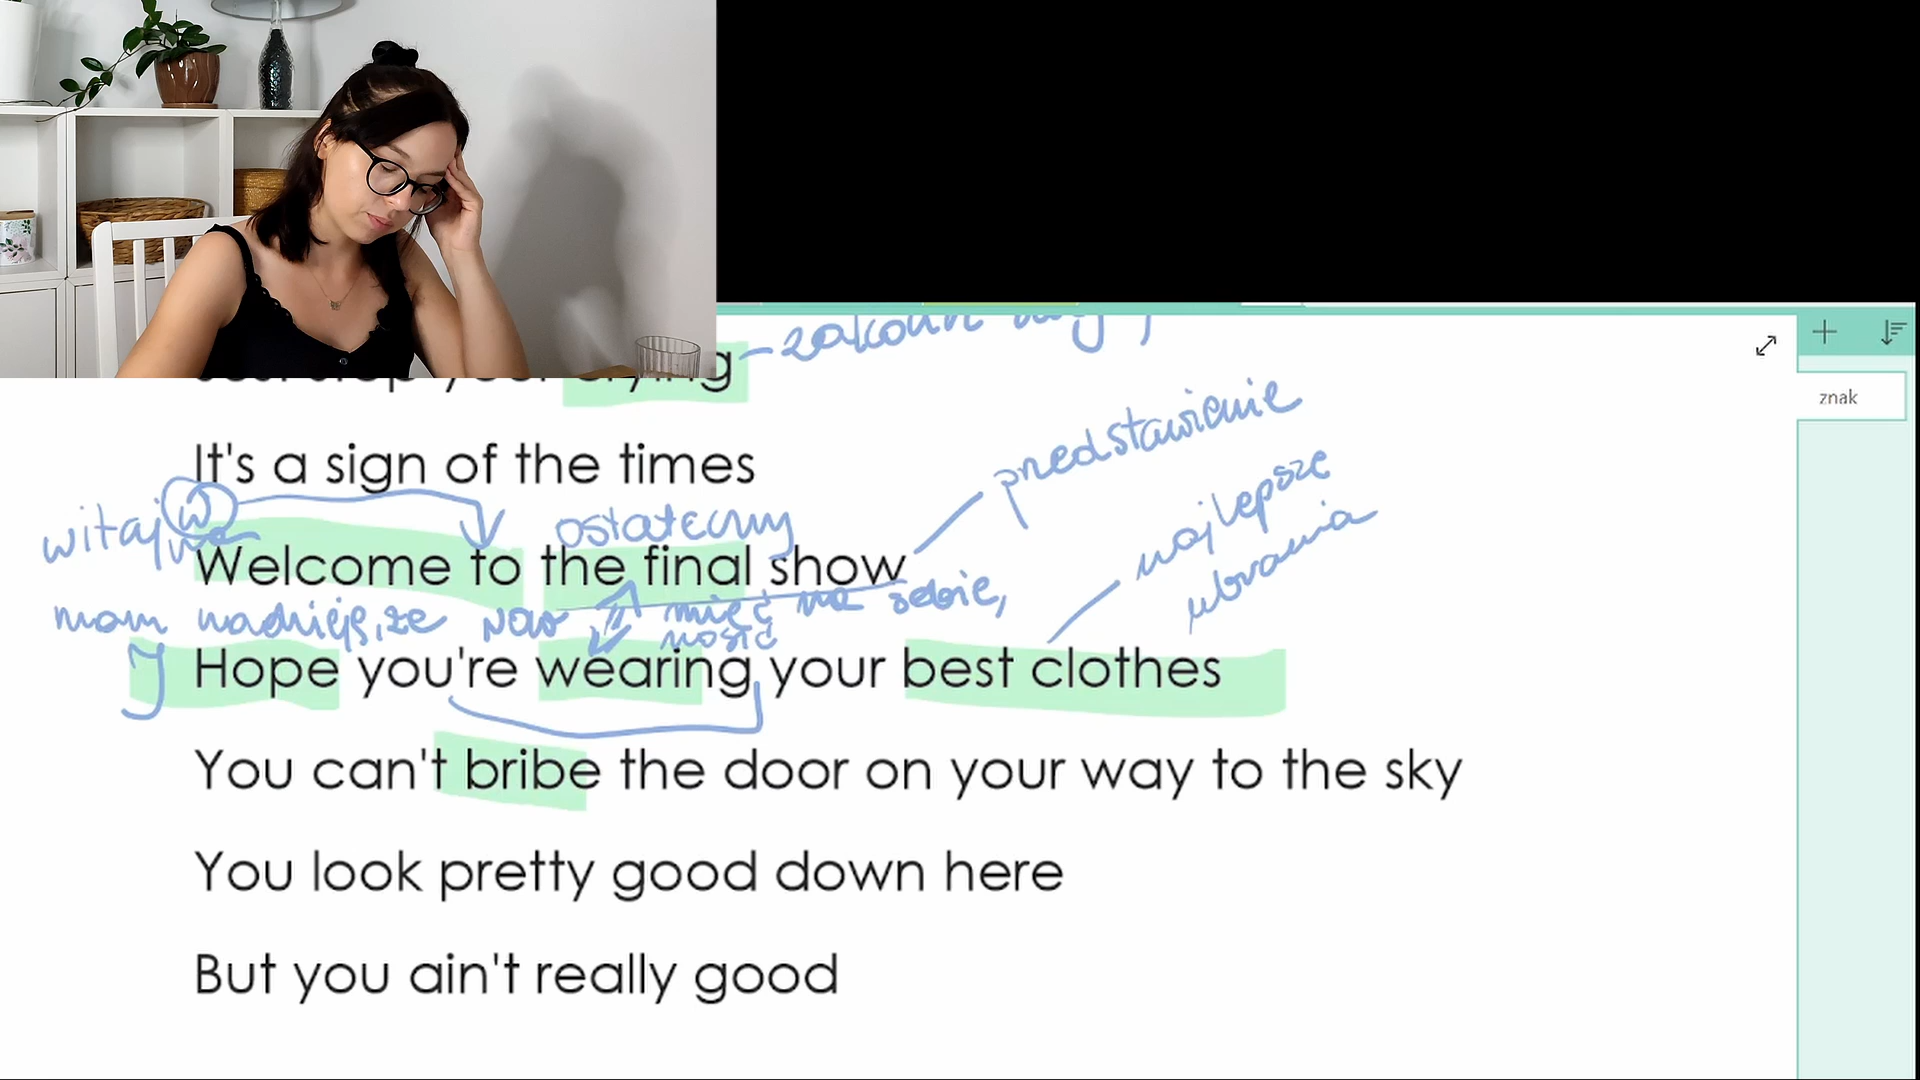 znak
It's a sign of the times
przedstawienie
witaj w
ostateczny
najlepsze
ubrania
Welcome to the final show
mam nadzieję, że now mieć na sobie,
nosić
I Hope you're wearing your best clothes
You can't bribe the door on your way to the sky
You look pretty good down here
But you ain't really good